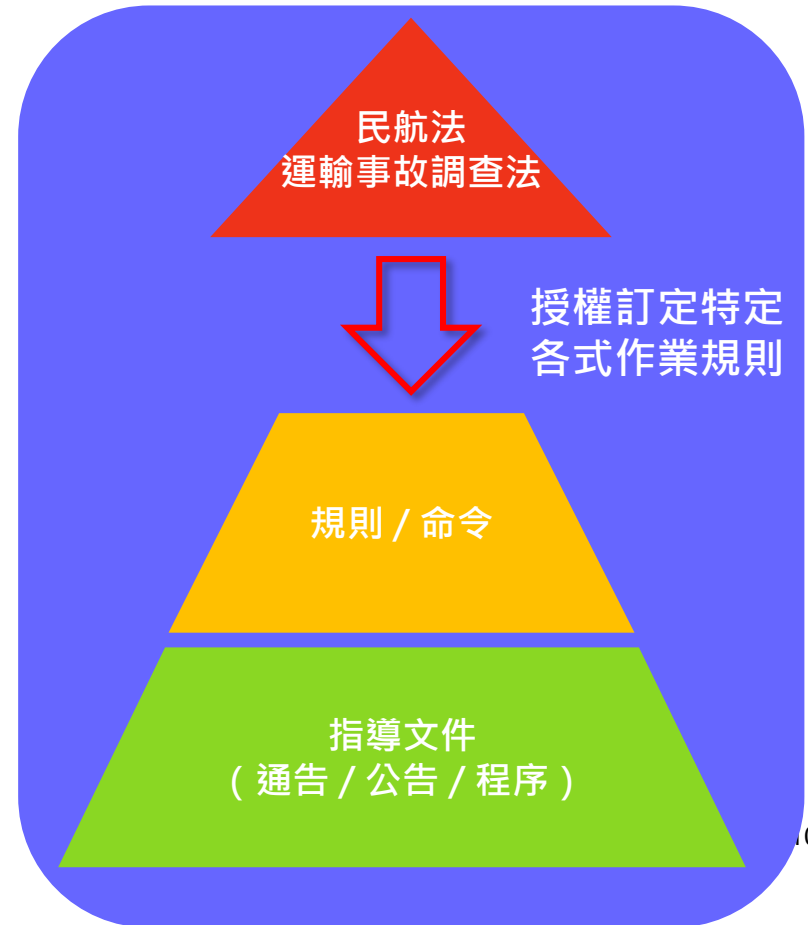 民航法
運輸事故調查法
授權訂定特定
各式作業規則
規則 / 命令
指導文件
( 通告 / 公告 / 程序 )